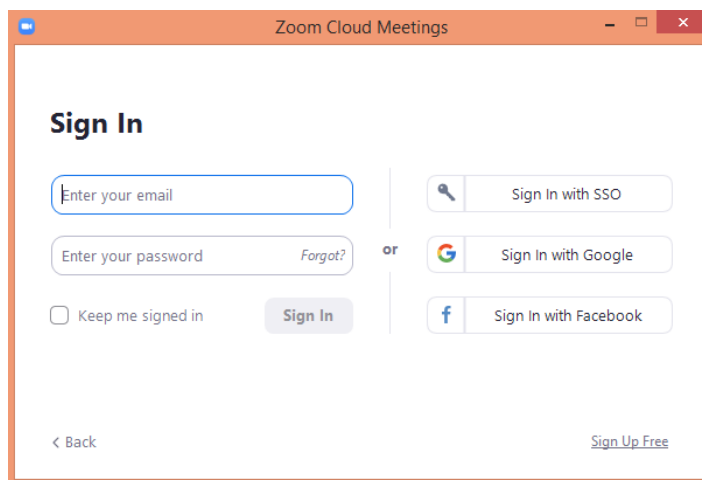 Zoom Cloud Meetings
Sign In
Enter your email
Enter your password Forgot?
Keep me signed in Sign In
or
Sign In with SSO
Sign In with Google
Sign In with Facebook
< Back
Sign Up Free